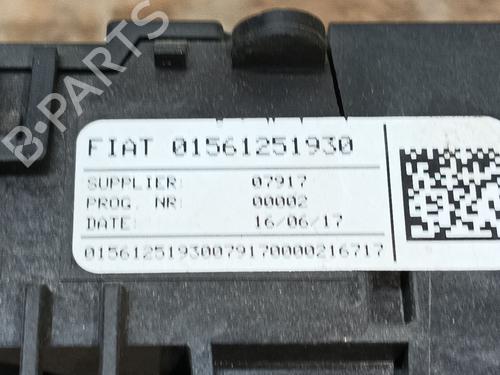 B-PARTS
FIAT 01561251930
SUPPLIER: 07917
PROG. NR: 00002
DATE: 16/06/17
0156125193007917000021671​7